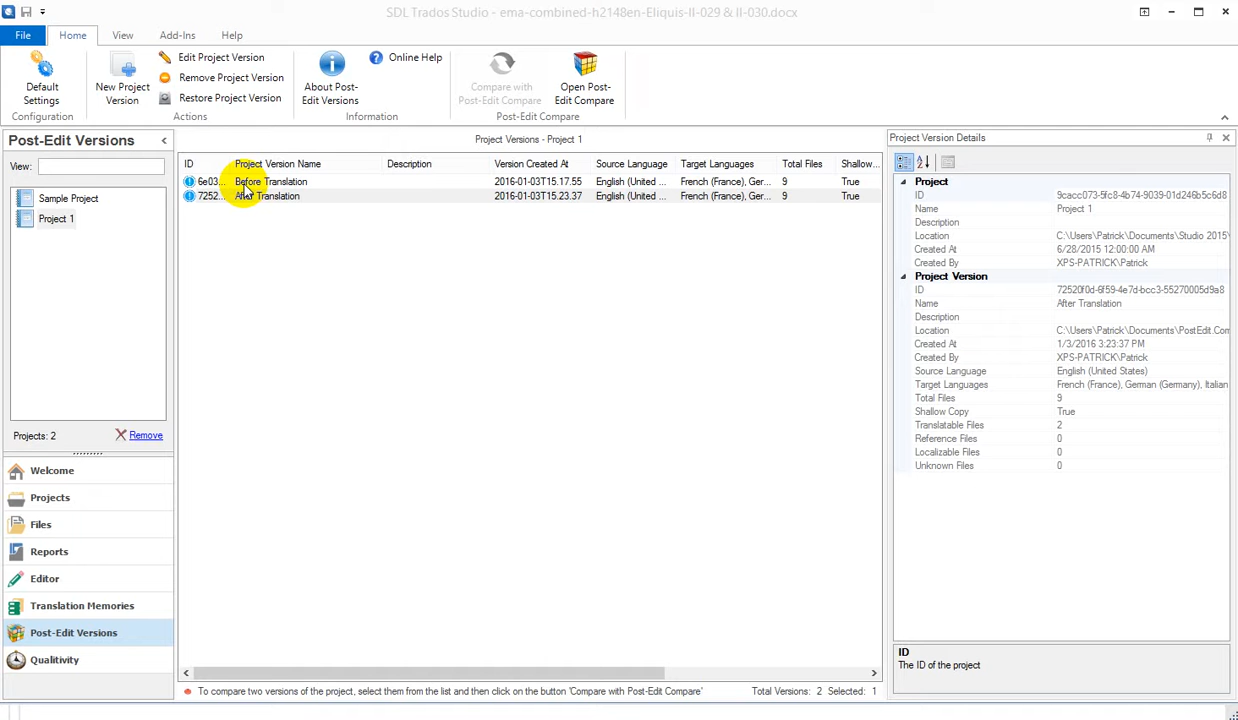 SDL Trados Studio - ema-combined-h2148en-Eliquis-II-029 & II-030.docx
File Home View Add-Ins Help
Default Settings
Configuration
New Project Version
Edit Project Version
Remove Project Version
Restore Project Version
Actions
About Post-Edit Versions
Online Help
Information
Compare with Post-Edit Compare
Open Post-Edit Compare
Post-Edit Compare
Post-Edit Versions
View:
Sample Project
Project 1
Projects: 2 Remove
Welcome
Projects
Files
Reports
Editor
Translation Memories
Post-Edit Versions
Qualitivity
Project Versions - Project 1
ID Project Version Name Description Version Created At Source Language Target Languages Total Files Shallow...
6e03... Before Translation 2016-01-03T15.17.55 English (United ... French (France), Ger... 9 True
7252... After Translation 2016-01-03T15.23.37 English (United ... French (France), Ger... 9 True
To compare two versions of the project, select them from the list and then click on the button 'Compare with Post-Edit Compare' Total Versions: 2 Selected: 1
Project Version Details
Project
ID 9cacc073-5fc8-4b74-9039-01d246b5c6d8
Name Project 1
Description
Location C:\Users\Patrick\Documents\Studio 2015\
Created At 6/28/2015 12:00:00 AM
Created By XPS-PATRICK\Patrick
Project Version
ID 72520f0d-6f59-4e7d-bcc3-55270005d9a8
Name After Translation
Description
Location C:\Users\Patrick\Documents\PostEdit.Com
Created At 1/3/2016 3:23:37 PM
Created By XPS-PATRICK\Patrick
Source Language English (United States)
Target Languages French (France), German (Germany), Italian
Total Files 9
Shallow Copy True
Translatable Files 2
Reference Files 0
Localizable Files 0
Unknown Files 0
ID
The ID of the project